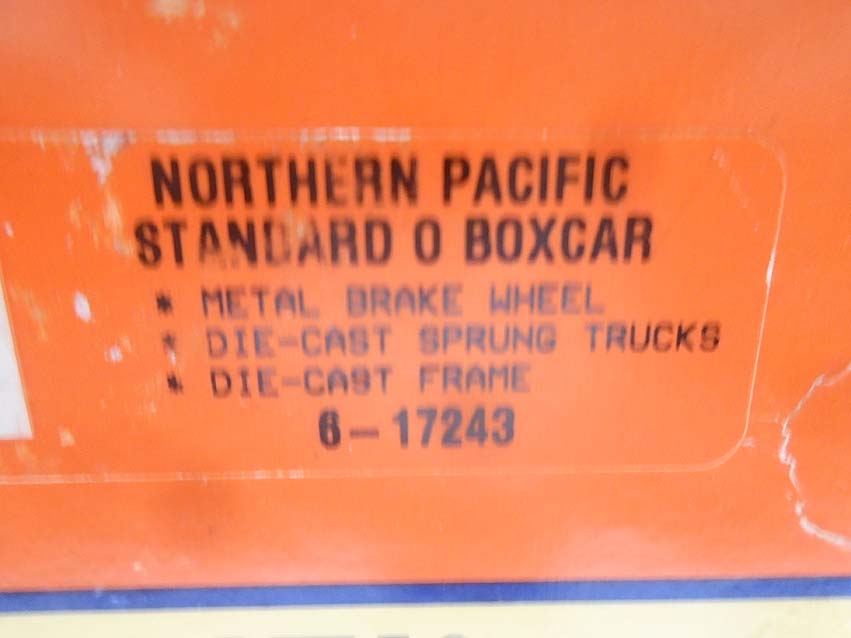 NORTHERN PACIFIC
STANDARD O BOXCAR
* METAL BRAKE WHEEL
* DIE-CAST SPRUNG TRUCKS
* DIE-CAST FRAME
6-17243